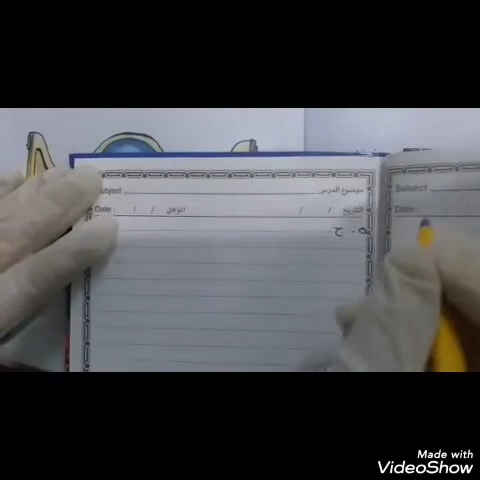 Subject موضوع الدرس
Date / / الموافق / / التاريخ
Subject
Date
Made with
VideoShow